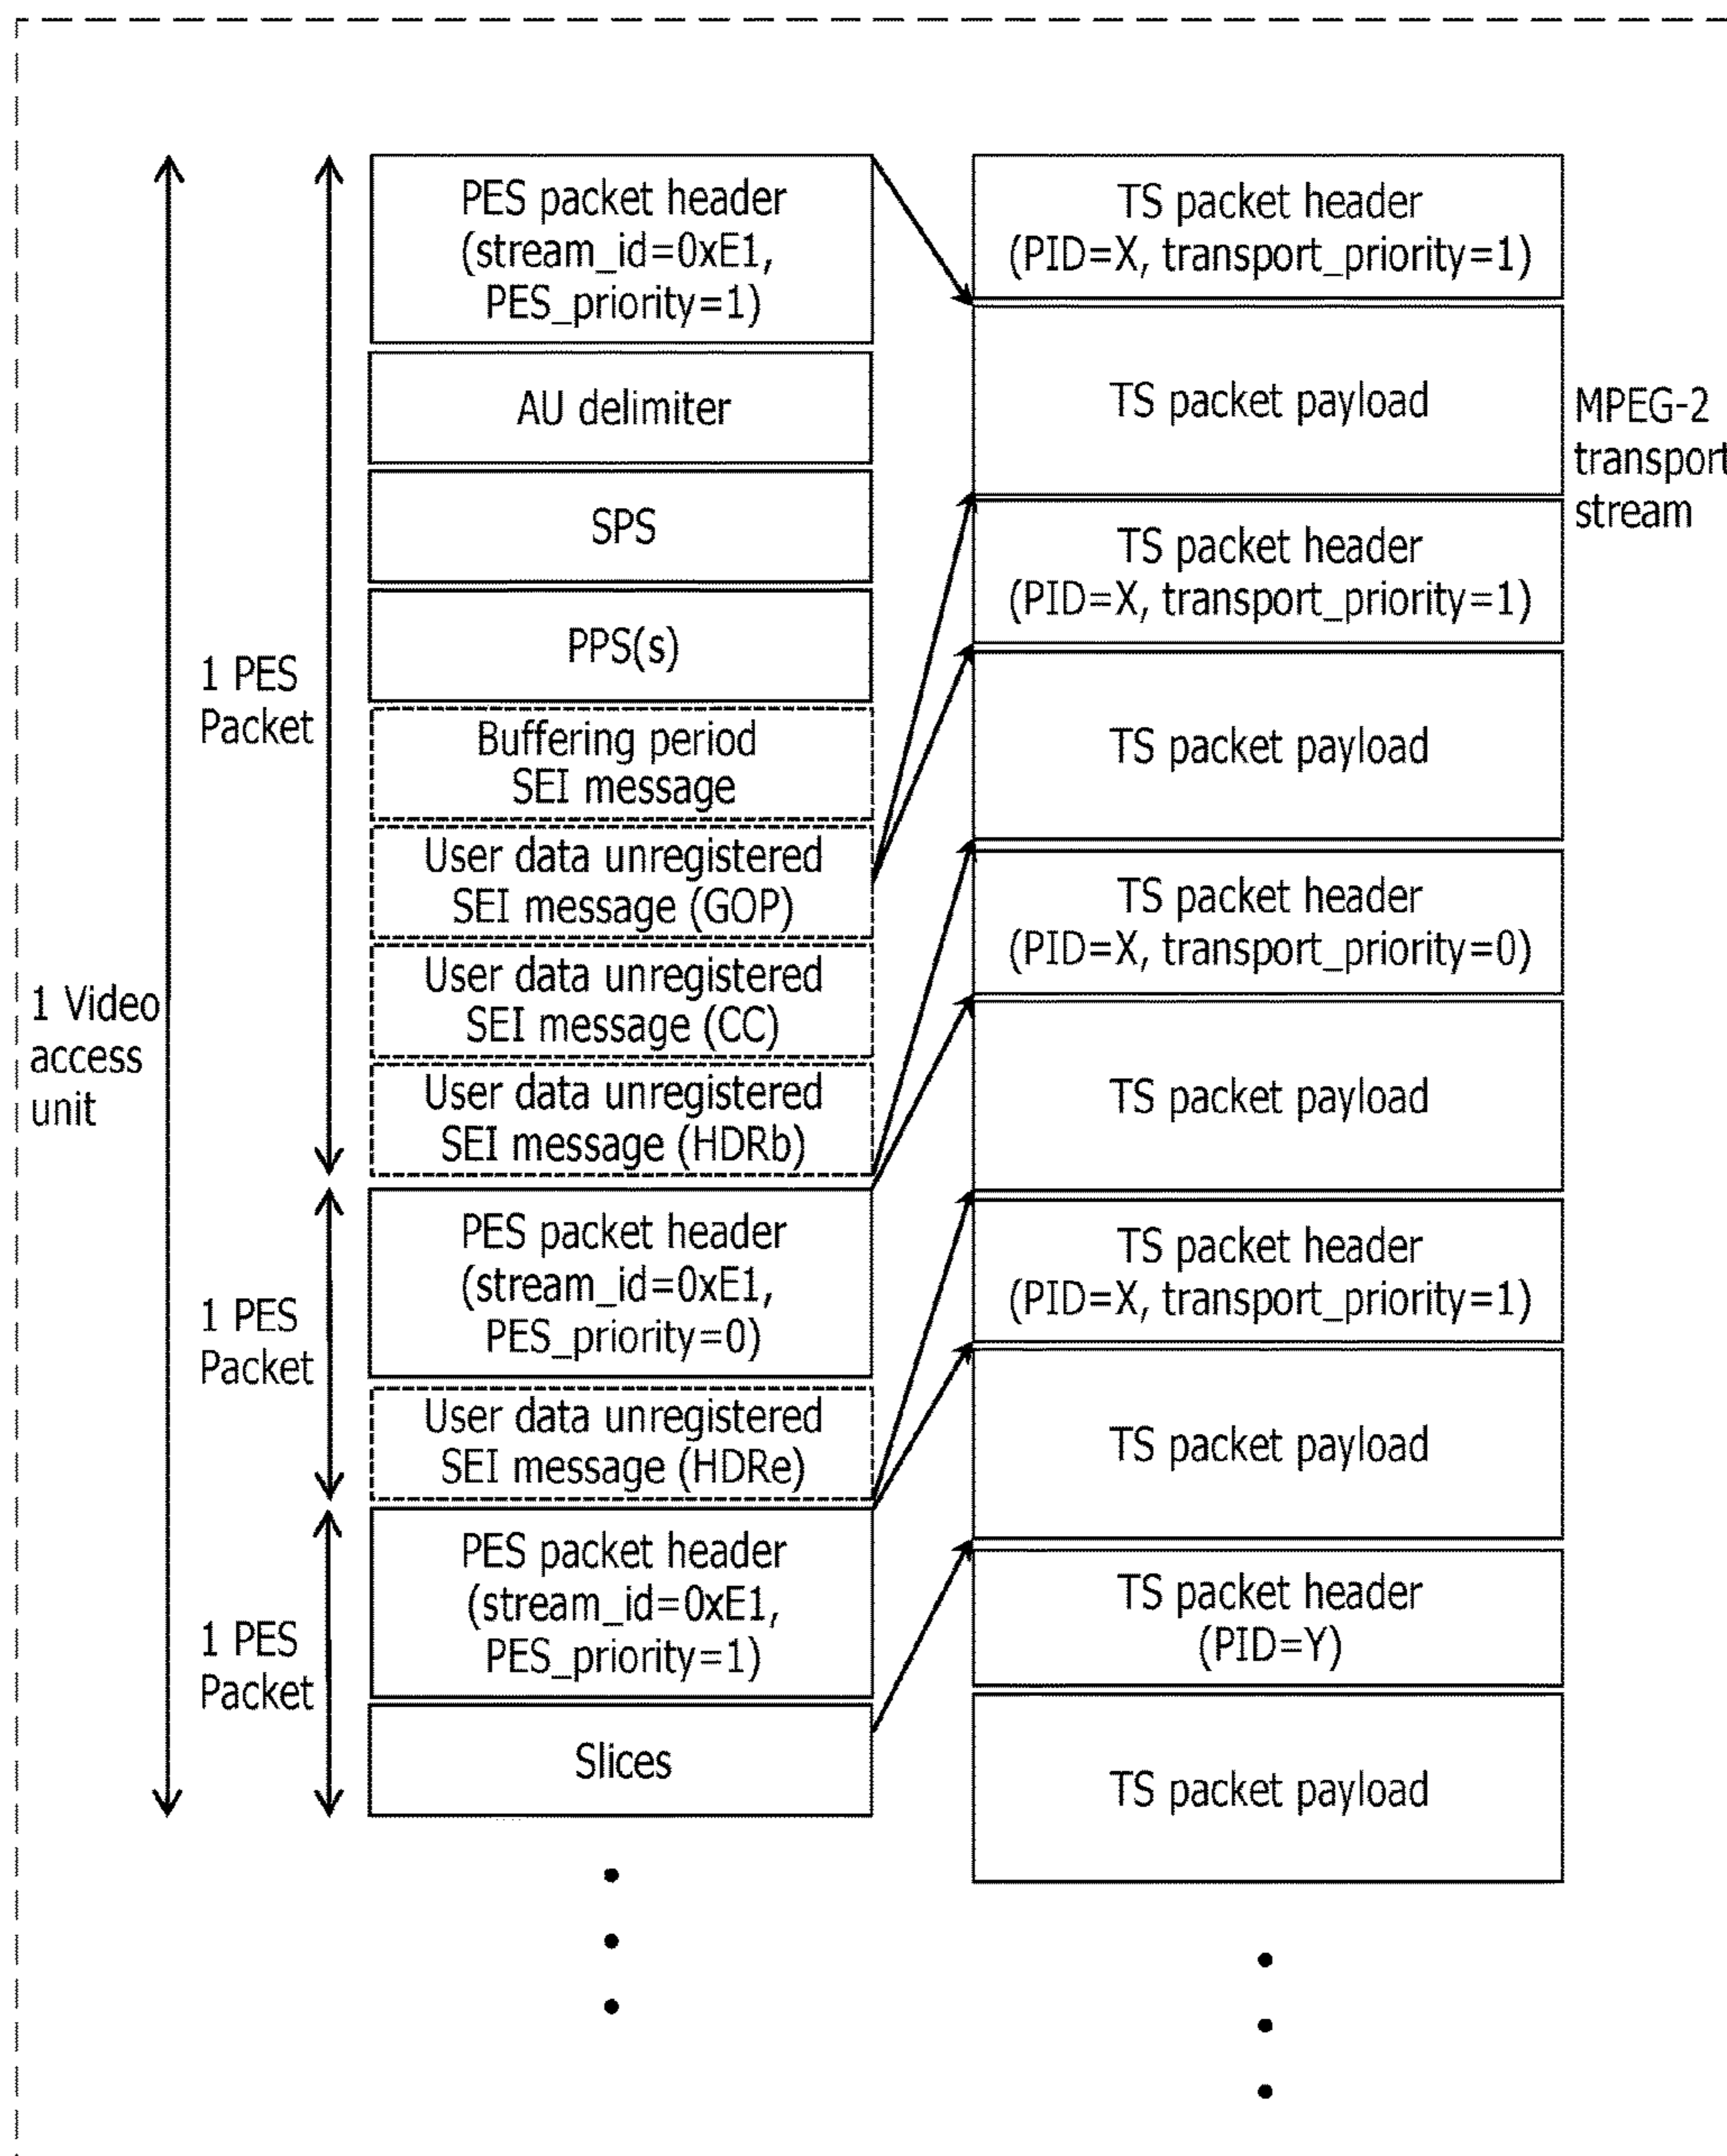 1 Video
access
unit
1 PES
Packet
1 PES
Packet
1 PES
Packet
PES packet header
(stream_id=0xE1,
PES_priority=1)
AU delimiter
SPS
PPS(s)
Buffering period
SEI message
User data unregistered
SEI message (GOP)
User data unregistered
SEI message (CC)
User data unregistered
SEI message (HDRb)
PES packet header
(stream_id=0xE1,
PES_priority=0)
User data unregistered
SEI message (HDRe)
PES packet header
(stream_id=0xE1,
PES_priority=1)
Slices
TS packet header
(PID=X, transport_priority=1)
TS packet payload
TS packet header
(PID=X, transport_priority=1)
TS packet payload
TS packet header
(PID=X, transport_priority=0)
TS packet payload
TS packet header
(PID=X, transport_priority=1)
TS packet payload
TS packet header
(PID=Y)
TS packet payload
MPEG-2
transport
stream